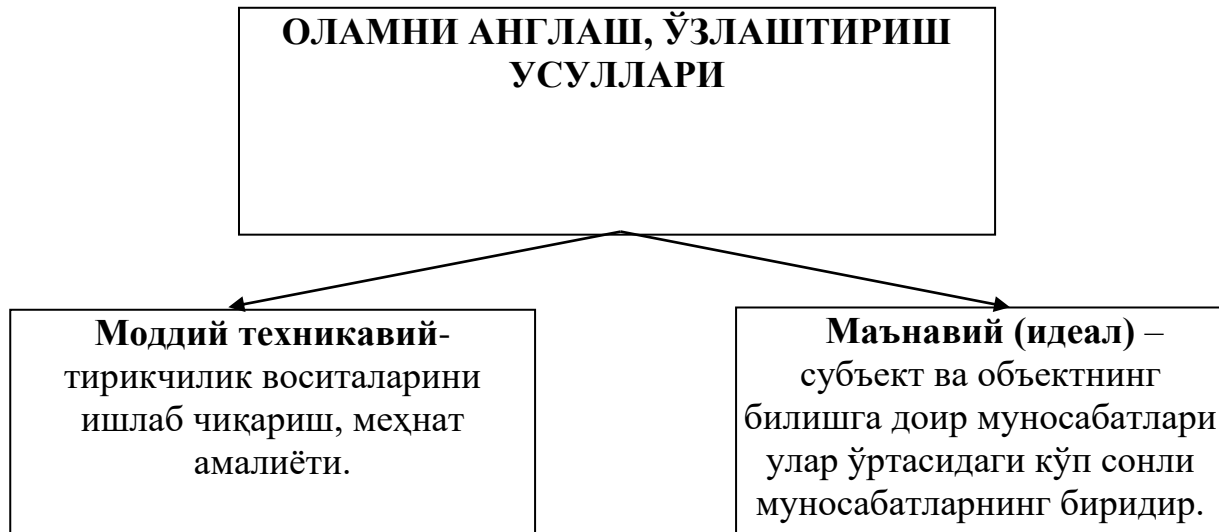 ОЛАМНИ АНГЛАШ, ЎЗЛАШТИРИШ
УСУЛЛАРИ
Моддий техникавий-
тирикчилик воситаларини
ишлаб чиқариш, меҳнат
амалиёти.
Маънавий (идеал) –
субъект ва объектнинг
билишга доир муносабатлари
улар ўртасидаги кўп сонли
муносабатларнинг биридир.